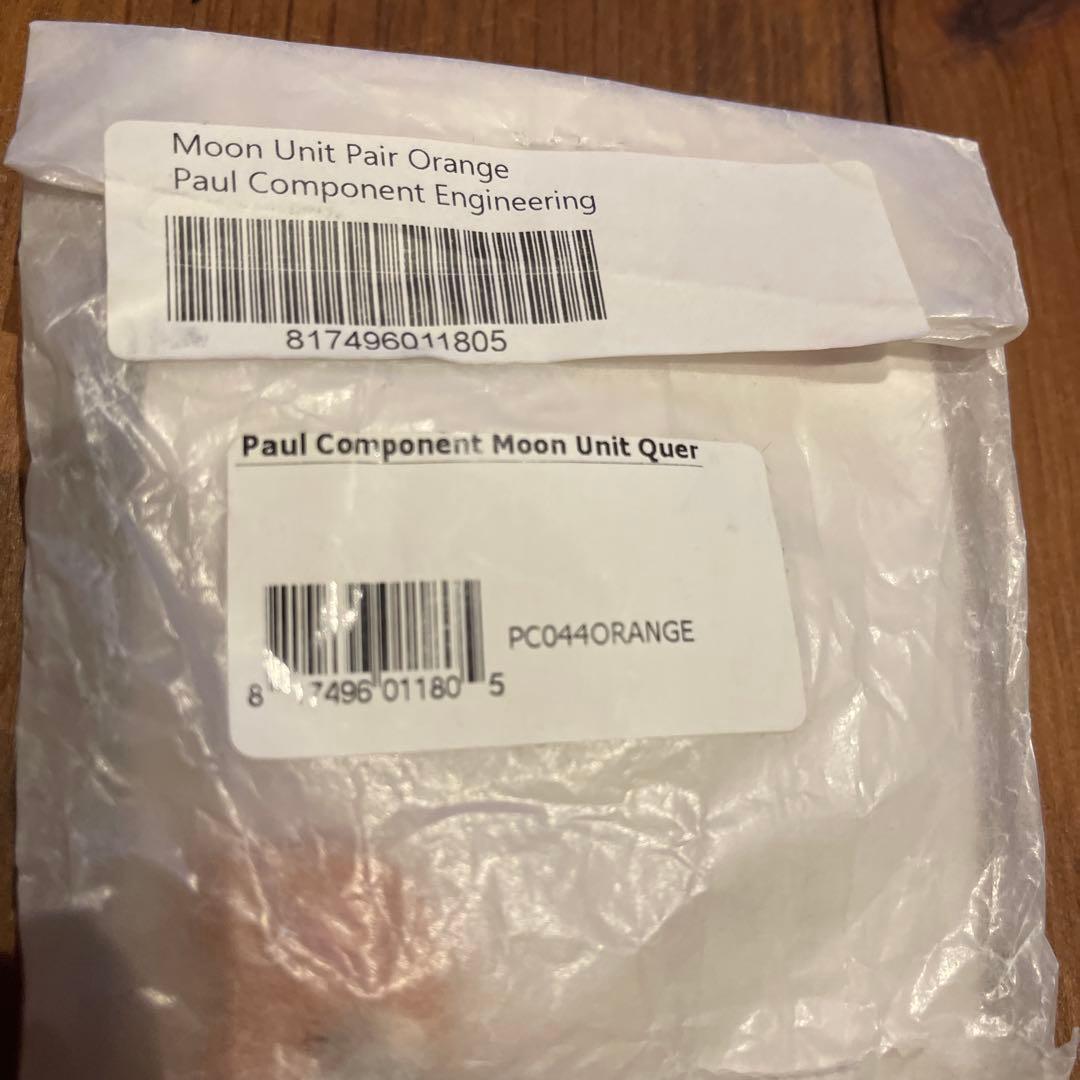 Moon Unit Pair Orange
Paul Component Engineering
817496011805
Paul Component Moon Unit Quer
PC044ORANGE
8 7496 01180 5